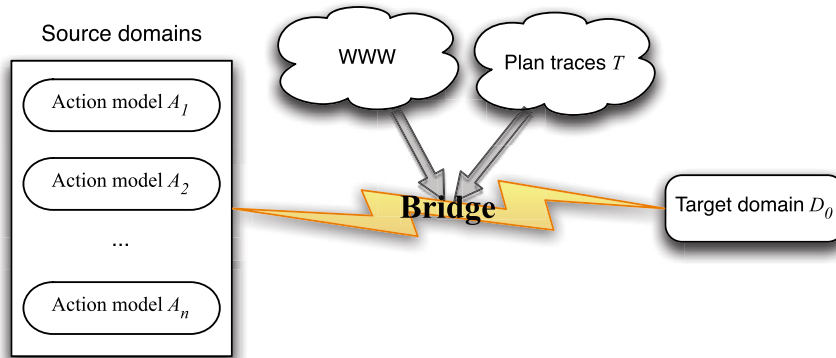 Source domains
WWW
Plan traces T
Action model A₁
Action model A₂
...
Action model Aₙ
Bridge
Target domain D₀